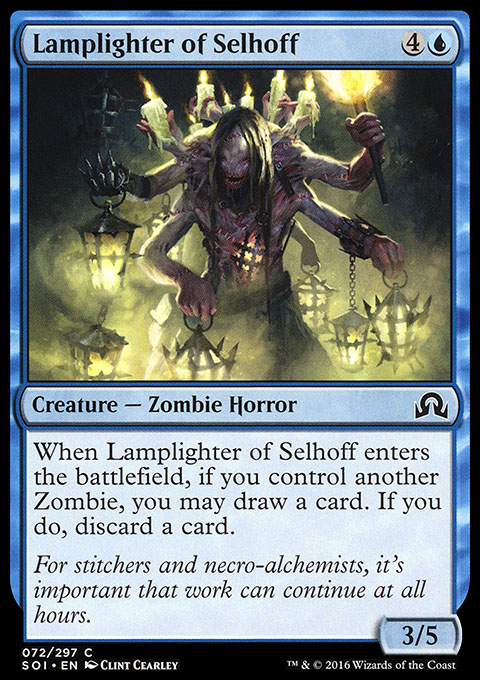 Lamplighter of Selhoff 4
Creature — Zombie Horror
When Lamplighter of Selhoff enters
the battlefield, if you control another
Zombie, you may draw a card. If you
do, discard a card.
For stitchers and necro-alchemists, it's
important that work can continue at all
hours.
3/5
072/297 C
SOI • EN Clint Cearley
™ & © 2016 Wizards of the Coast